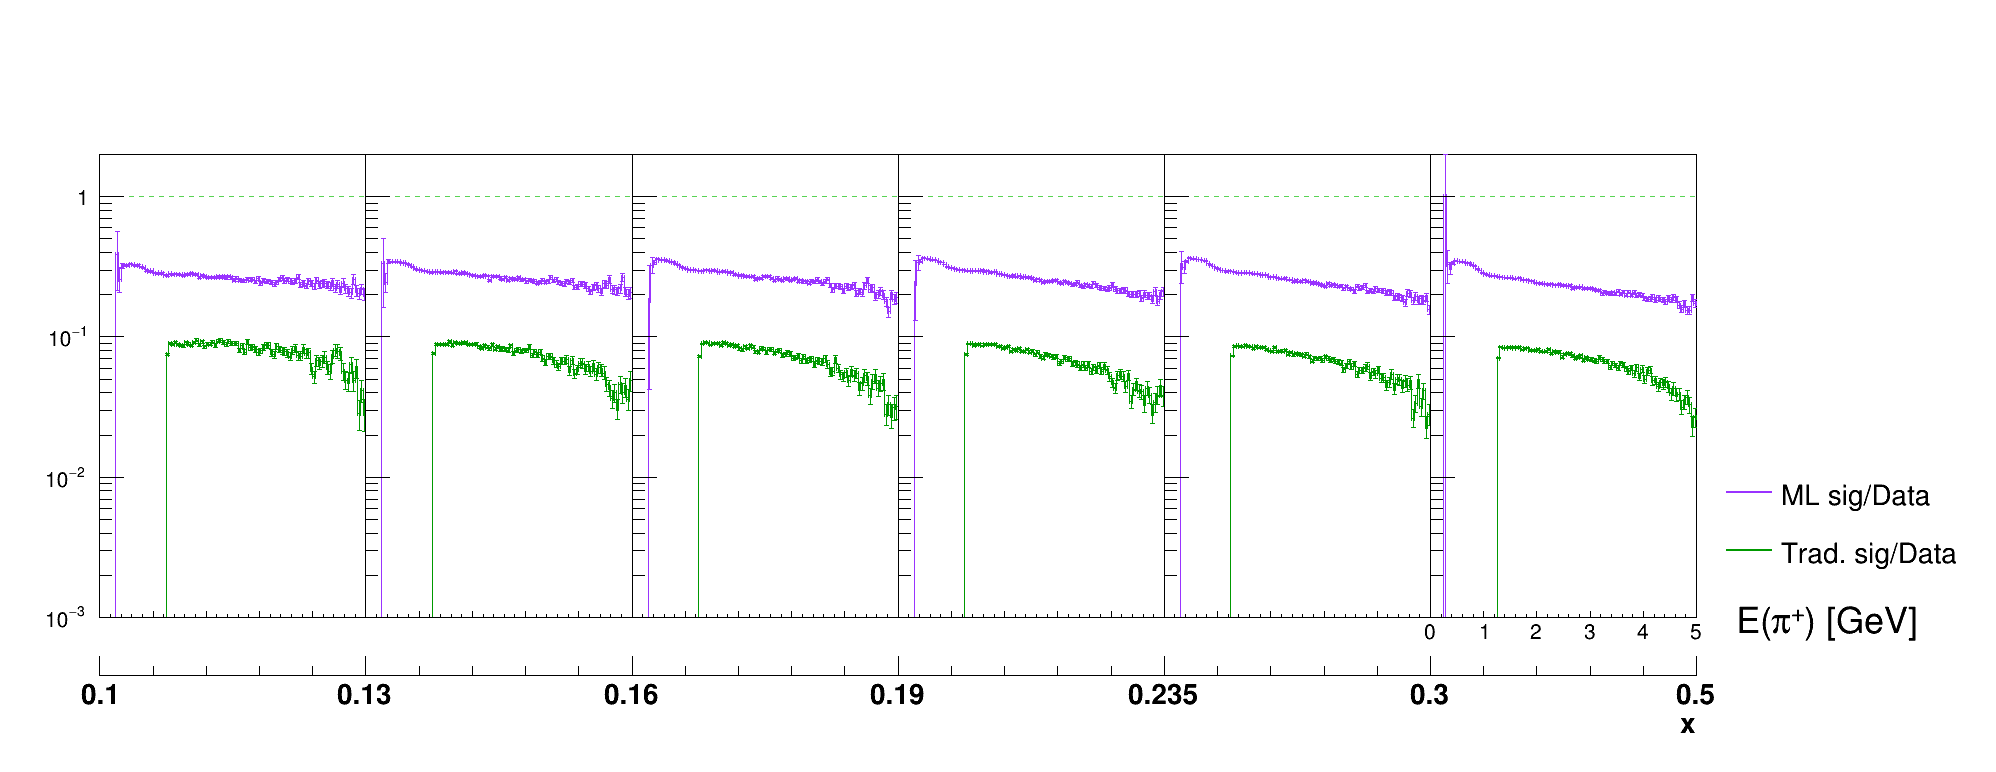 1
10⁻¹
10⁻²
10⁻³
ML sig/Data
Trad. sig/Data
E(π⁺) [GeV]
0 1 2 3 4 5
0.1 0.13 0.16 0.19 0.235 0.3 0.5
x